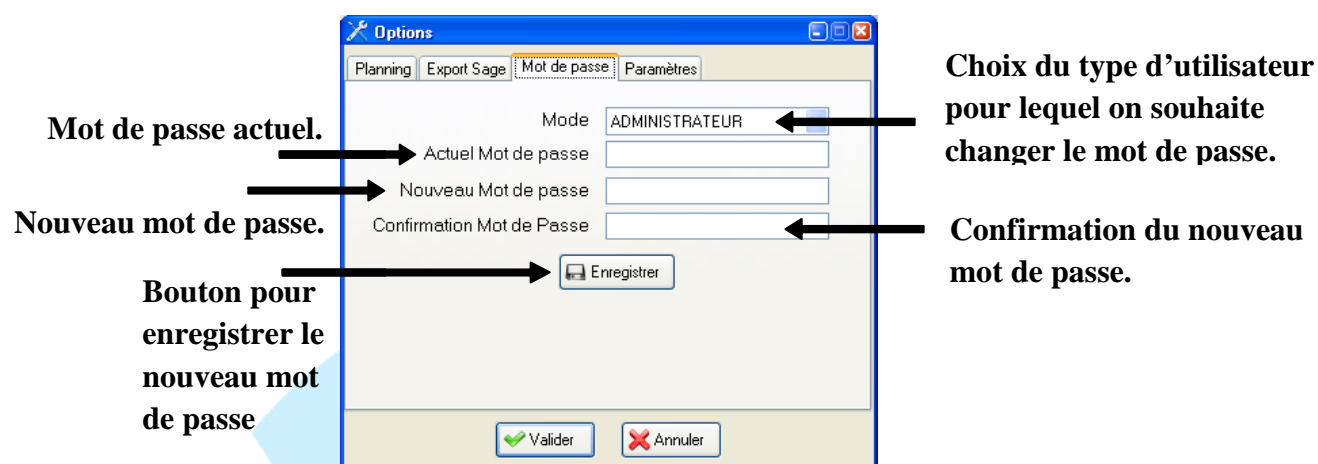 Options
Planning Export Sage Mot de passe Paramètres
Mode ADMINISTRATEUR
Actuel Mot de passe
Nouveau Mot de passe
Confirmation Mot de Passe
Enregistrer
Valider Annuler
Mot de passe actuel.
Nouveau mot de passe.
Bouton pour
enregistrer le
nouveau mot
de passe
Choix du type d’utilisateur
pour lequel on souhaite
changer le mot de passe.
Confirmation du nouveau
mot de passe.